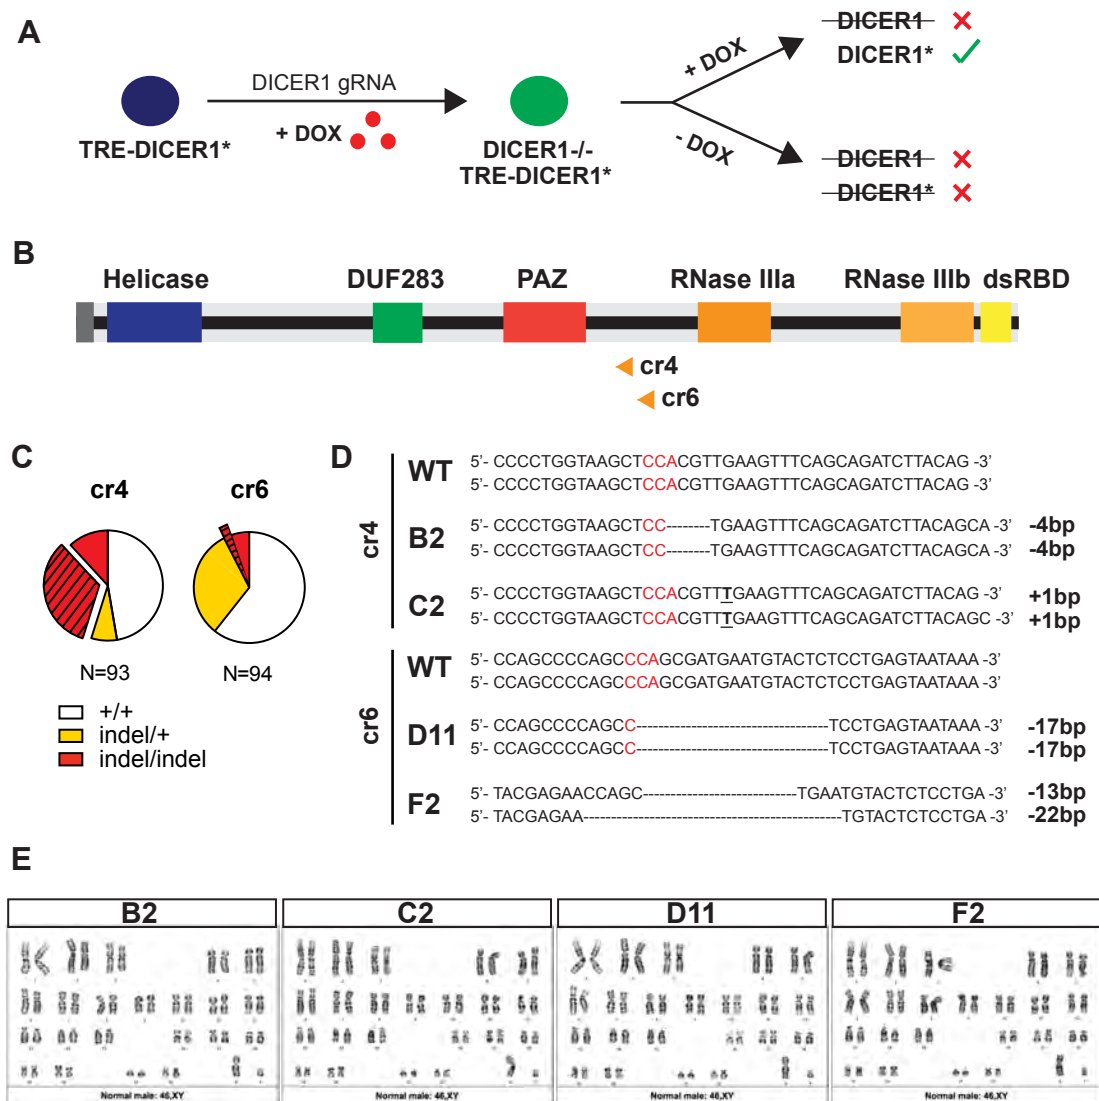 A
DICER1 gRNA
+ DOX
TRE-DICER1*
DICER1-/-
TRE-DICER1*
+ DOX
- DOX
DICER1
DICER1*
DICER1
DICER1*
B
Helicase DUF283 PAZ RNase IIIa RNase IIIb dsRBD
cr4
cr6
C
cr4 cr6
N=93 N=94
+/+
indel/+
indel/indel
D
cr4
WT
5'- CCCCTGGTAAGCTCCACGTTGAAGTTTCAGCAGATCTTACAG -3'
5'- CCCCTGGTAAGCTCCACGTTGAAGTTTCAGCAGATCTTACAG -3'
B2
5'- CCCCTGGTAAGCTCC--------TGAAGTTTCAGCAGATCTTACAGCA -3' -4bp
5'- CCCCTGGTAAGCTCC--------TGAAGTTTCAGCAGATCTTACAGCA -3' -4bp
C2
5'- CCCCTGGTAAGCTCCACGTTTGAAGTTTCAGCAGATCTTACAG -3' +1bp
5'- CCCCTGGTAAGCTCCACGTTTGAAGTTTCAGCAGATCTTACAGC -3' +1bp
cr6
WT
5'- CCAGCCCCAGCCCAGCGATGAATGTACTCTCCTGAGTAATAAA -3'
5'- CCAGCCCCAGCCCAGCGATGAATGTACTCTCCTGAGTAATAAA -3'
D11
5'- CCAGCCCCAGCC-----------------------------------TCCTGAGTAATAAA -3' -17bp
5'- CCAGCCCCAGCC-----------------------------------TCCTGAGTAATAAA -3' -17bp
F2
5'- TACGAGAACCAGC----------------------------TGAATGTACTCTCCTGA -3' -13bp
5'- TACGAGAA-----------------------------------------------TGTACTCTCCTGA -3' -22bp
E
B2 C2 D11 F2
Normal male: 46,XY Normal male: 46,XY Normal male: 46,XY Normal male: 46,XY